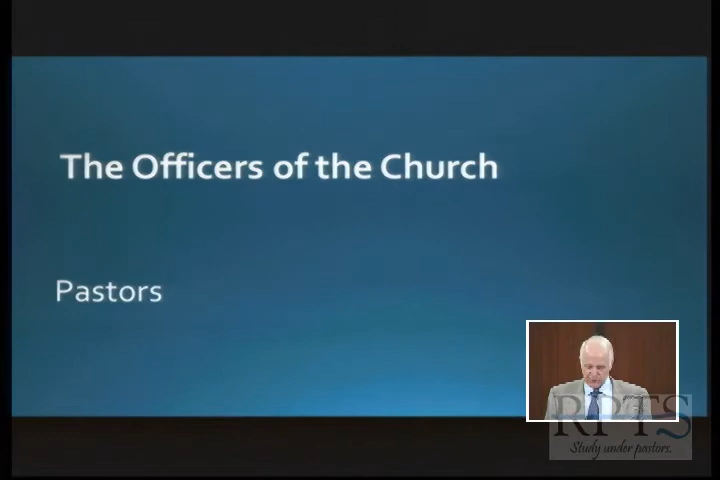 The Officers of the Church
Pastors
RPTS
Study under pastors.